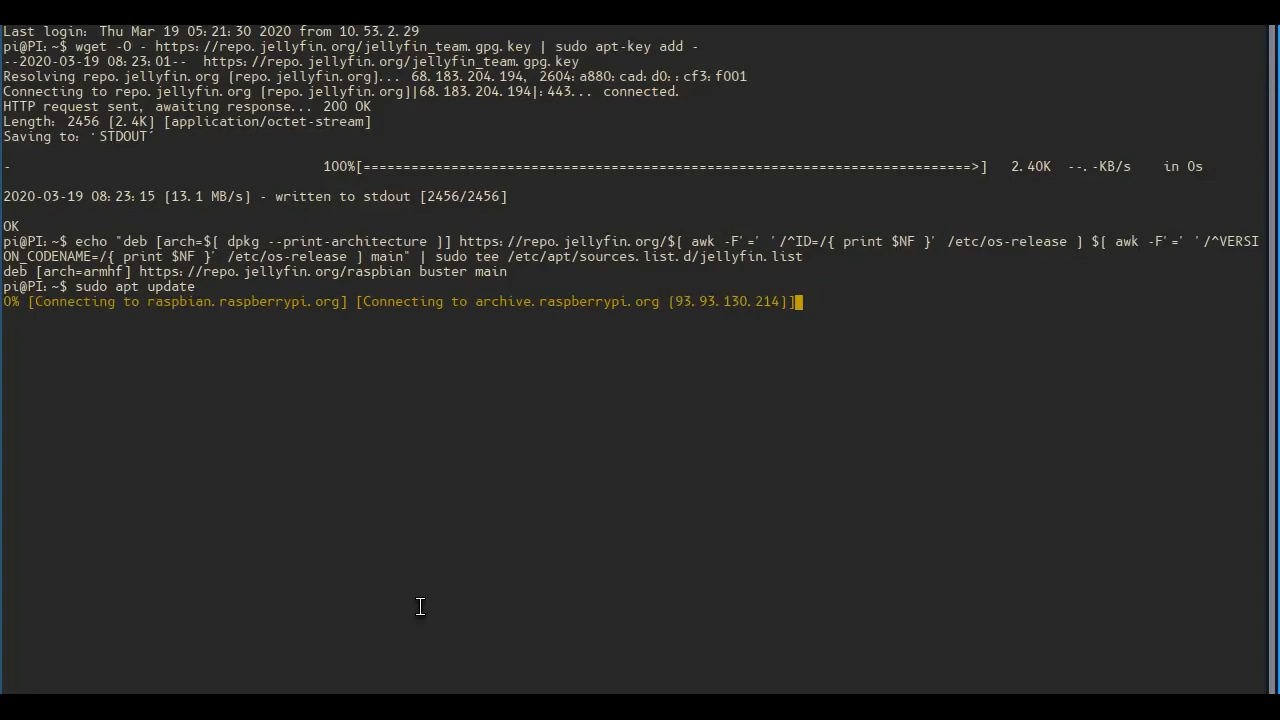 Last login: Thu Mar 19 05:21:30 2020 from 10.53.2.29
pi@PI:~$ wget -O - https://repo.jellyfin.org/jellyfin_team.gpg.key | sudo apt-key add -
--2020-03-19 08:23:01--  https://repo.jellyfin.org/jellyfin_team.gpg.key
Resolving repo.jellyfin.org (repo.jellyfin.org)... 68.183.204.194, 2604:a880:cad:d0::cf3:f001
Connecting to repo.jellyfin.org (repo.jellyfin.org)|68.183.204.194|:443... connected.
HTTP request sent, awaiting response... 200 OK
Length: 2456 (2.4K) [application/octet-stream]
Saving to: ‘STDOUT’
-                                       100%[============================================================================>]   2.40K  --.-KB/s    in 0s
2020-03-19 08:23:15 (13.1 MB/s) - written to stdout [2456/2456]
OK
pi@PI:~$ echo "deb [arch=$( dpkg --print-architecture )] https://repo.jellyfin.org/$( awk -F'=' '/^ID=/{ print $NF }' /etc/os-release ) $( awk -F'=' '/^VERSI
ON_CODENAME=/{ print $NF }' /etc/os-release ) main" | sudo tee /etc/apt/sources.list.d/jellyfin.list
deb [arch=armhf] https://repo.jellyfin.org/raspbian buster main
pi@PI:~$ sudo apt update
0% [Connecting to raspbian.raspberrypi.org] [Connecting to archive.raspberrypi.org (93.93.130.214)]